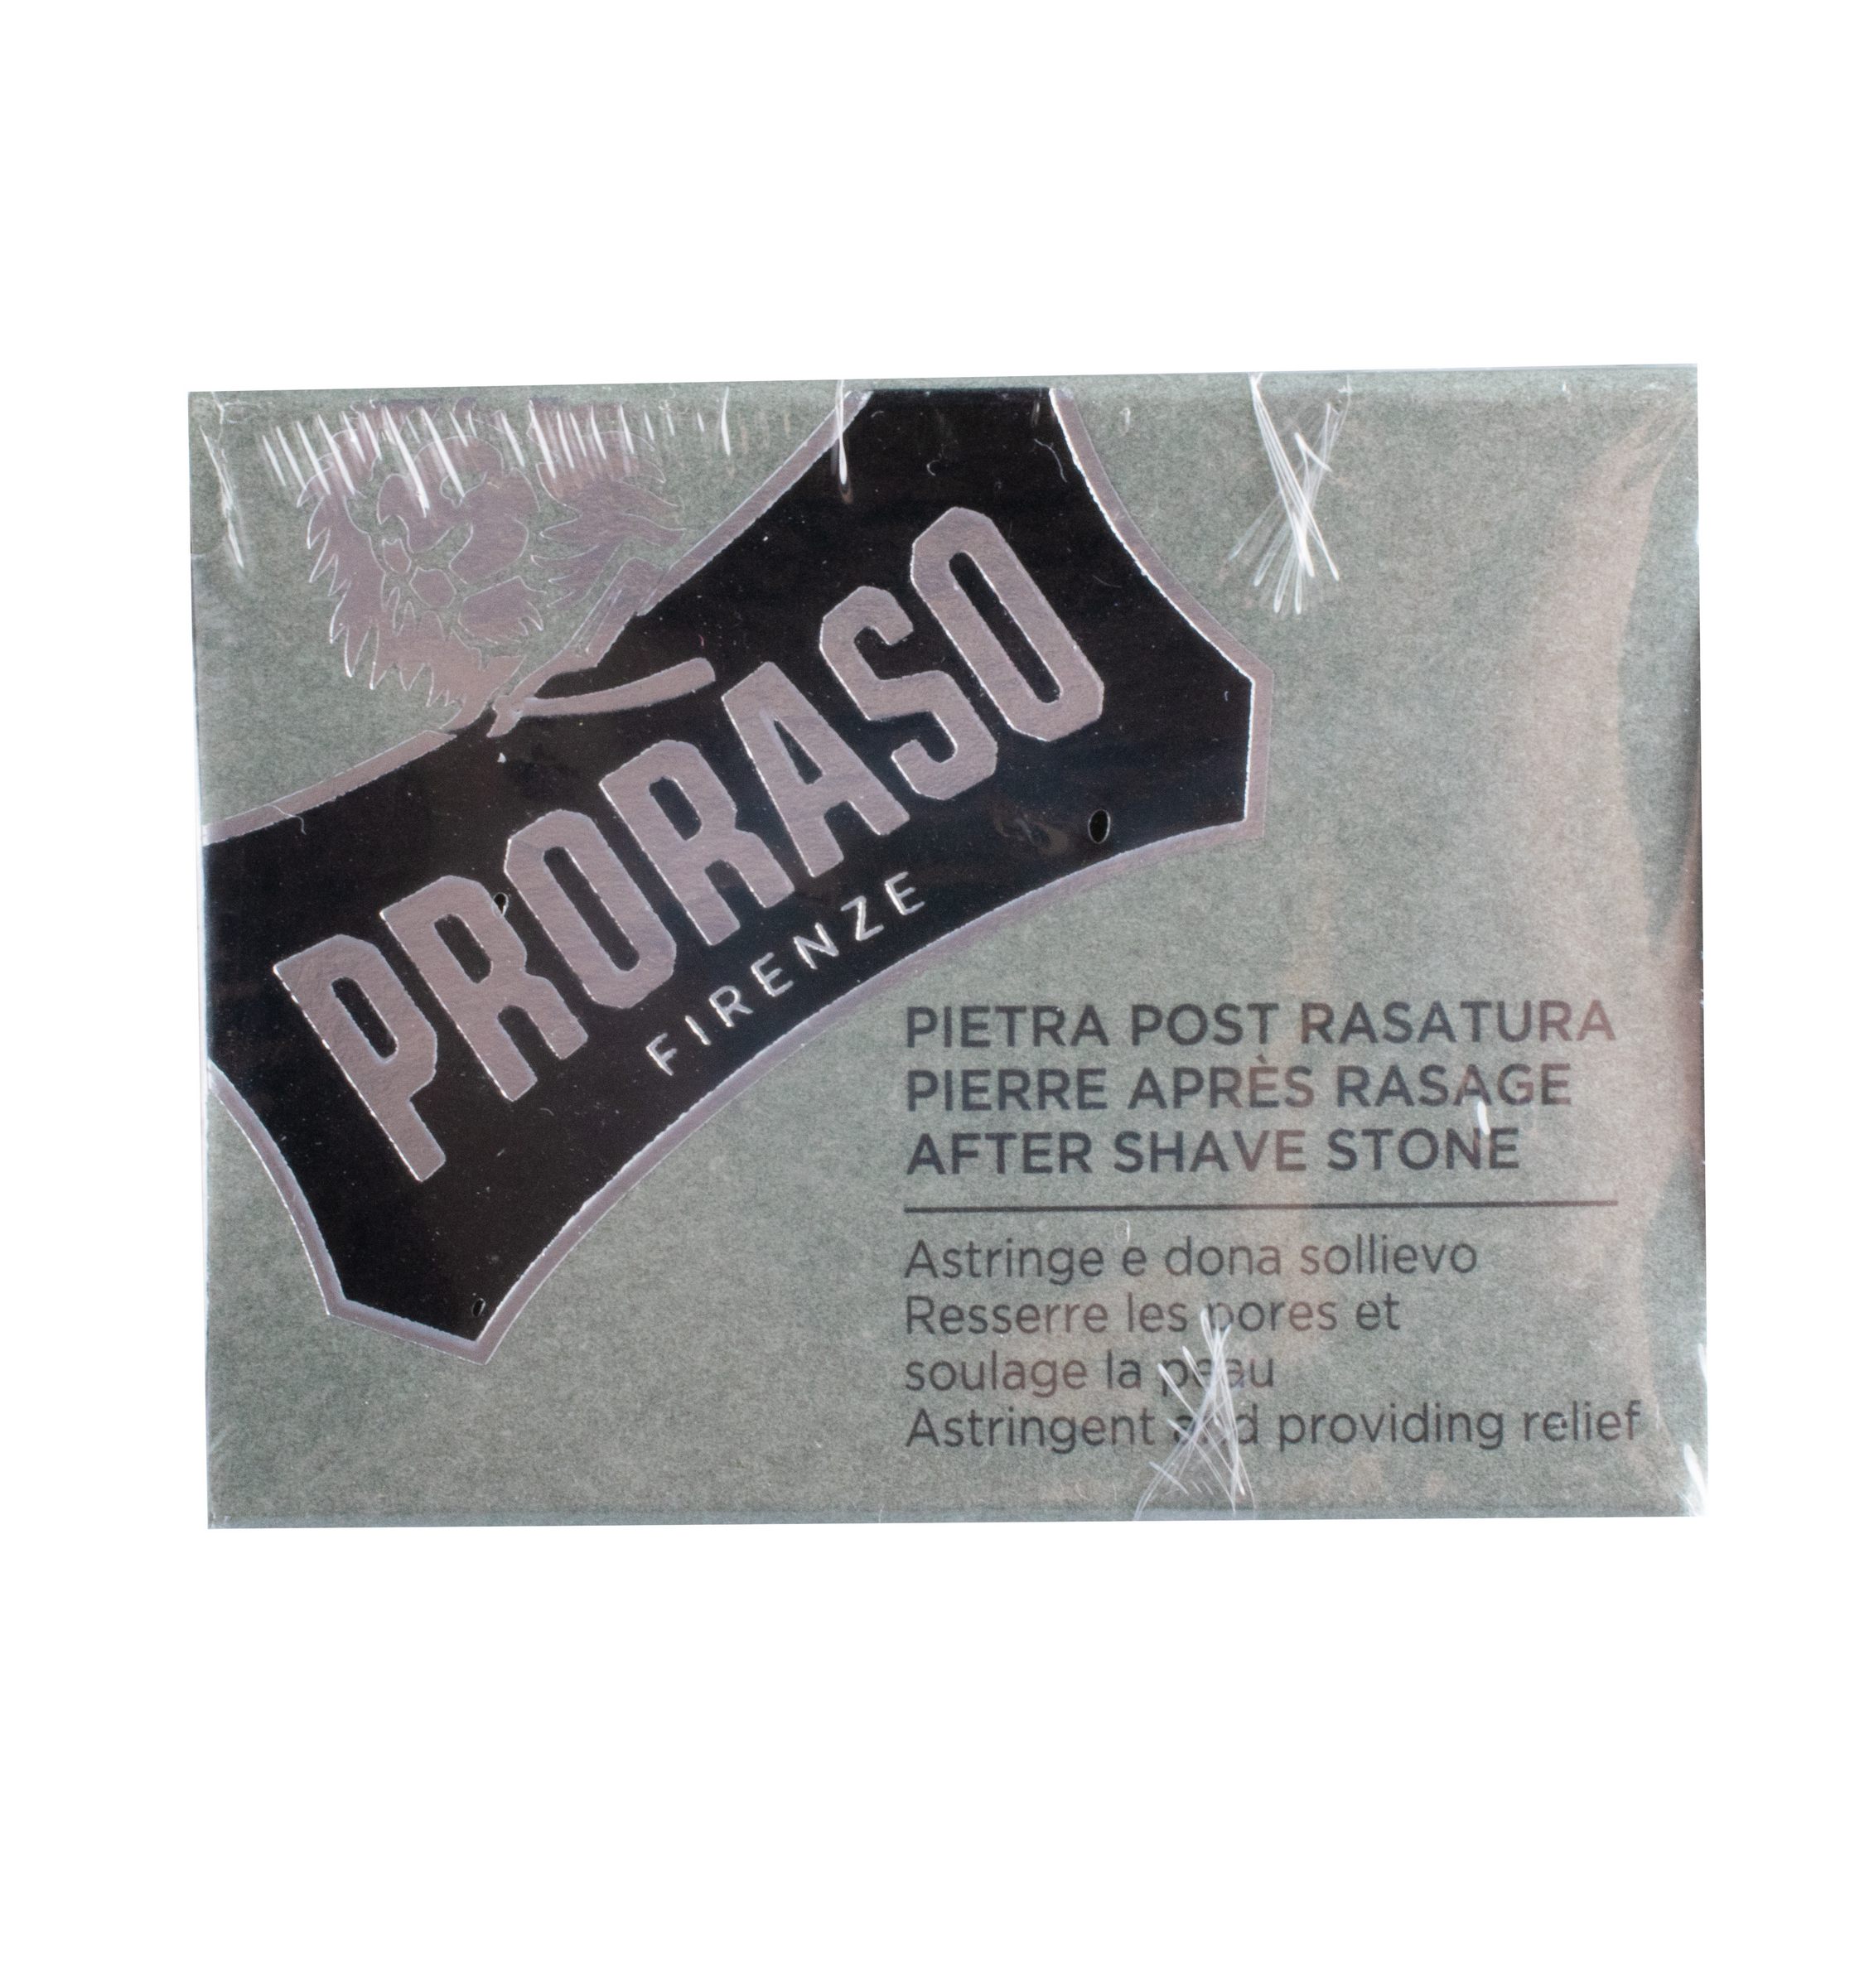 PRORASO
FIRENZE
PIETRA POST RASATURA
PIERRE APRÈS RASAGE
AFTER SHAVE STONE
Astringe e dona sollievo
Resserre les pores et
soulage la peau
Astringent and providing relief